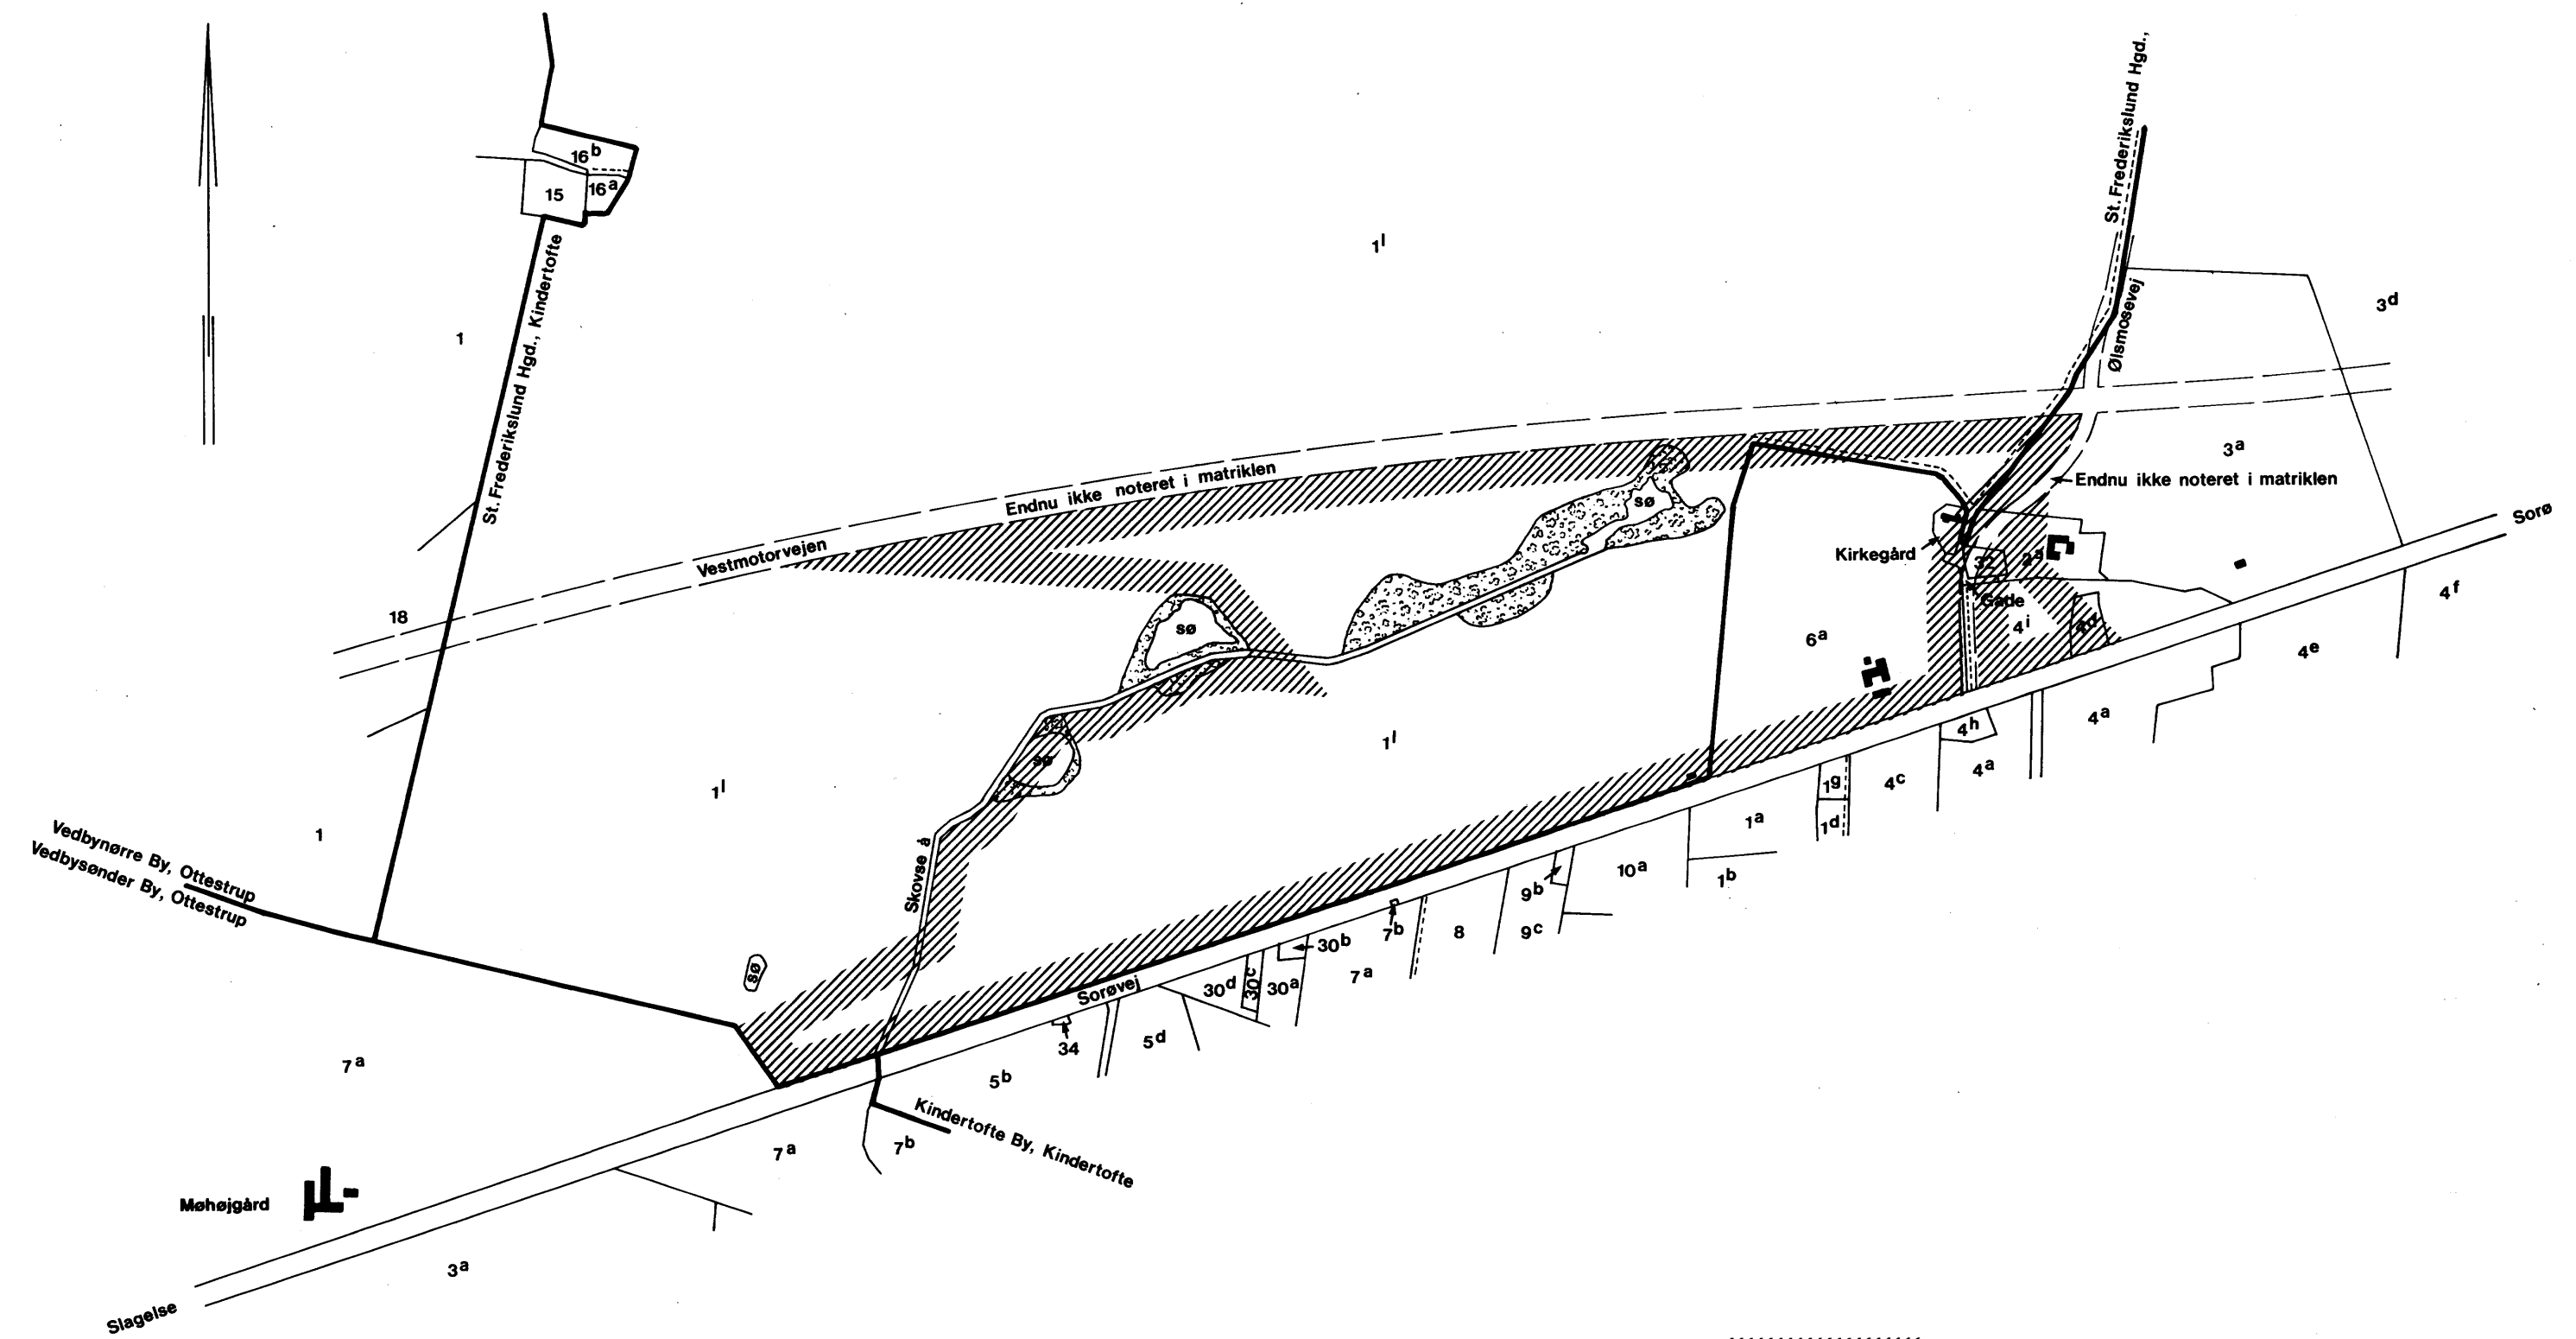 St. Frederikslund Hgd.,
16b
15
16a
1l
St. Frederikslund Hgd., Kindertofte
Ølsmosevej
3d
1
3a
Endnu ikke noteret i matriklen
Endnu ikke noteret i matriklen
sø
Sorø
Vestmotorvejen
Kirkegård
32
2a
18
Gade
4f
sø
4i
4d
6a
4e
4a
4h
1l
sø
4a
4c
1g
1l
1a
1d
Vedbynørre By, Ottestrup
Vedbysønder By, Ottestrup
1
Skovse å
10a
1b
9b
7b
8
9c
30b
sø
7a
Sorøvej
30d
30c
30a
34
5d
7a
5b
Kindertofte By, Kindertofte
7a
7b
Møhøjgård
3a
Slagelse